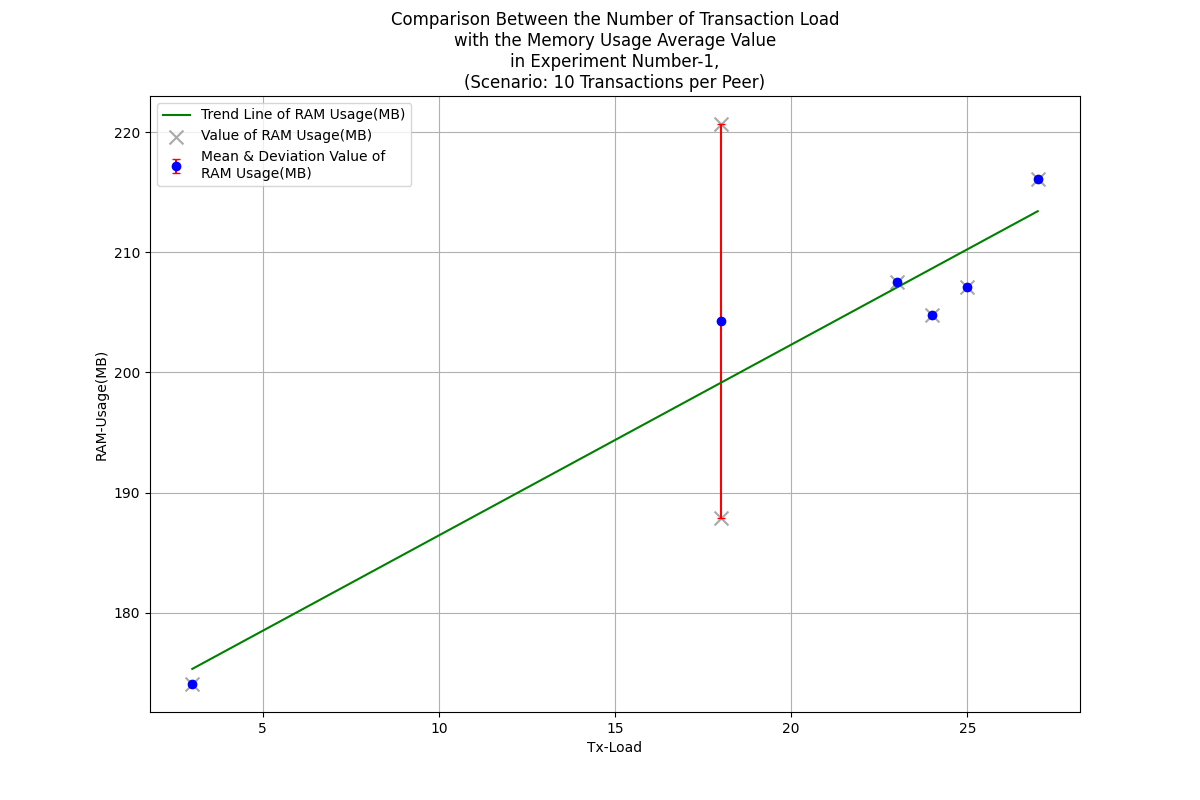 Comparison Between the Number of Transaction Load
with the Memory Usage Average Value
in Experiment Number-1,
(Scenario: 10 Transactions per Peer)
Trend Line of RAM Usage(MB)
Value of RAM Usage(MB)
Mean & Deviation Value of
RAM Usage(MB)
220
210
200
190
180
RAM-Usage(MB)
5
10
15
20
25
Tx-Load